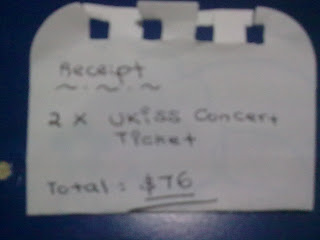 Receipt
~ . ~ . ~ . ~
2 x UKISS Concert
Ticket
Total : $76